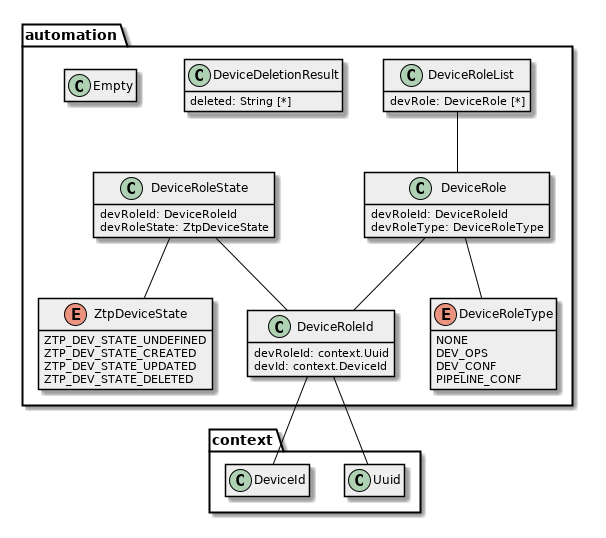 automation
C Empty
C DeviceDeletionResult
deleted: String [*]
C DeviceRoleList
devRole: DeviceRole [*]
C DeviceRoleState
devRoleId: DeviceRoleId
devRoleState: ZtpDeviceState
C DeviceRole
devRoleId: DeviceRoleId
devRoleType: DeviceRoleType
E ZtpDeviceState
ZTP_DEV_STATE_UNDEFINED
ZTP_DEV_STATE_CREATED
ZTP_DEV_STATE_UPDATED
ZTP_DEV_STATE_DELETED
C DeviceRoleId
devRoleId: context.Uuid
devId: context.DeviceId
E DeviceRoleType
NONE
DEV_OPS
DEV_CONF
PIPELINE_CONF
context
C DeviceId
C Uuid